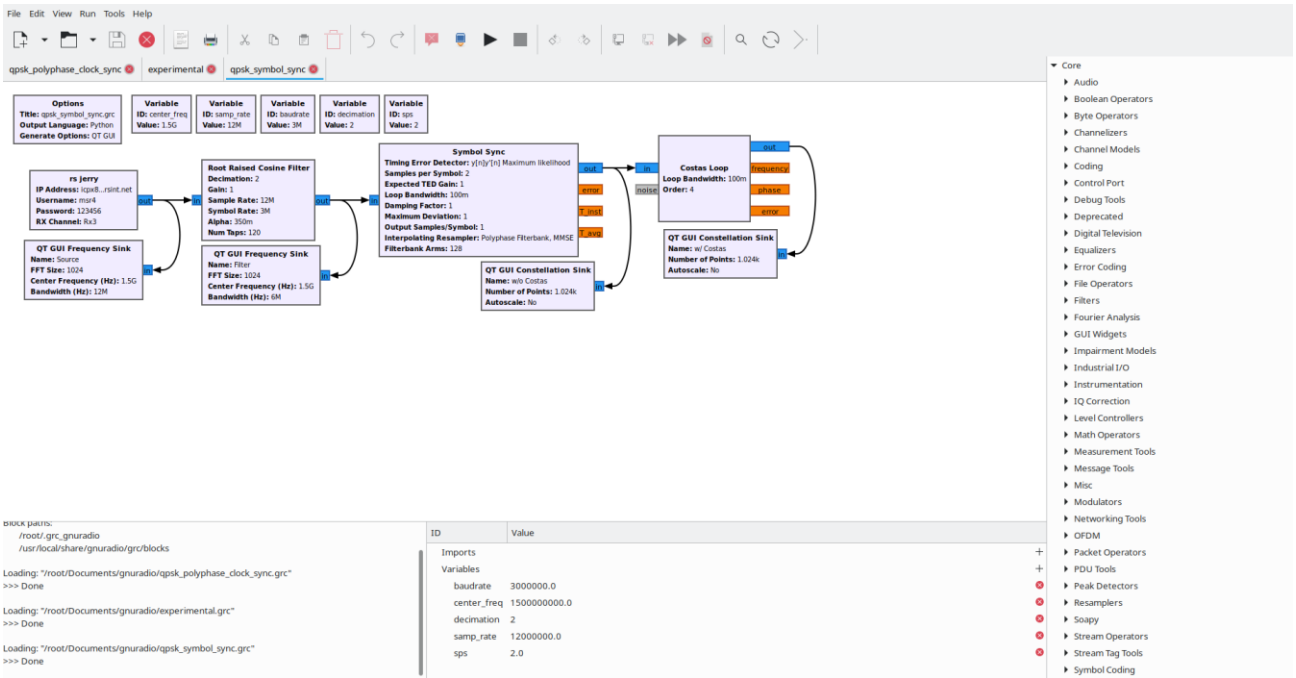 File Edit View Run Tools Help
qpsk_polyphase_clock_sync experimental qpsk_symbol_sync
Options
Title: qpsk_symbol_sync.grc
Output Language: Python
Generate Options: QT GUI
Variable
ID: center_freq
Value: 1.5G
Variable
ID: samp_rate
Value: 12M
Variable
ID: baudrate
Value: 3M
Variable
ID: decimation
Value: 2
Variable
ID: sps
Value: 2
rs jerry
IP Address: icpx8...rsint.net
Username: msr4
Password: 123456
RX Channel: Rx3
out
QT GUI Frequency Sink
Name: Source
FFT Size: 1024
Center Frequency (Hz): 1.5G
Bandwidth (Hz): 12M
in
in
Root Raised Cosine Filter
Decimation: 2
Gain: 1
Sample Rate: 12M
Symbol Rate: 3M
Alpha: 350m
Num Taps: 120
out
QT GUI Frequency Sink
Name: Filter
FFT Size: 1024
Center Frequency (Hz): 1.5G
Bandwidth (Hz): 6M
in
in
Symbol Sync
Timing Error Detector: y[n]y'[n] Maximum likelihood
Samples per Symbol: 2
Expected TED Gain: 1
Loop Bandwidth: 100m
Damping Factor: 1
Maximum Deviation: 1
Output Samples/Symbol: 1
Interpolating Resampler: Polyphase Filterbank, MMSE
Filterbank Arms: 128
out
error
T_inst
T_avg
QT GUI Constellation Sink
Name: w/o Costas
Number of Points: 1.024k
Autoscale: No
in
in
noise
Costas Loop
Loop Bandwidth: 100m
Order: 4
out
frequency
phase
error
QT GUI Constellation Sink
Name: w/ Costas
Number of Points: 1.024k
Autoscale: No
in
Core
Audio
Boolean Operators
Byte Operators
Channelizers
Channel Models
Coding
Control Port
Debug Tools
Deprecated
Digital Television
Equalizers
Error Coding
File Operators
Filters
Fourier Analysis
GUI Widgets
Impairment Models
Industrial I/O
Instrumentation
IQ Correction
Level Controllers
Math Operators
Measurement Tools
Message Tools
Misc
Modulators
Networking Tools
OFDM
Packet Operators
PDU Tools
Peak Detectors
Resamplers
Soapy
Stream Operators
Stream Tag Tools
Symbol Coding
Block paths:
/root/.grc_gnuradio
/usr/local/share/gnuradio/grc/blocks
Loading: "/root/Documents/gnuradio/qpsk_polyphase_clock_sync.grc"
>>> Done
Loading: "/root/Documents/gnuradio/experimental.grc"
>>> Done
Loading: "/root/Documents/gnuradio/qpsk_symbol_sync.grc"
>>> Done
ID Value
Imports
Variables
baudrate 3000000.0
center_freq 1500000000.0
decimation 2
samp_rate 12000000.0
sps 2.0